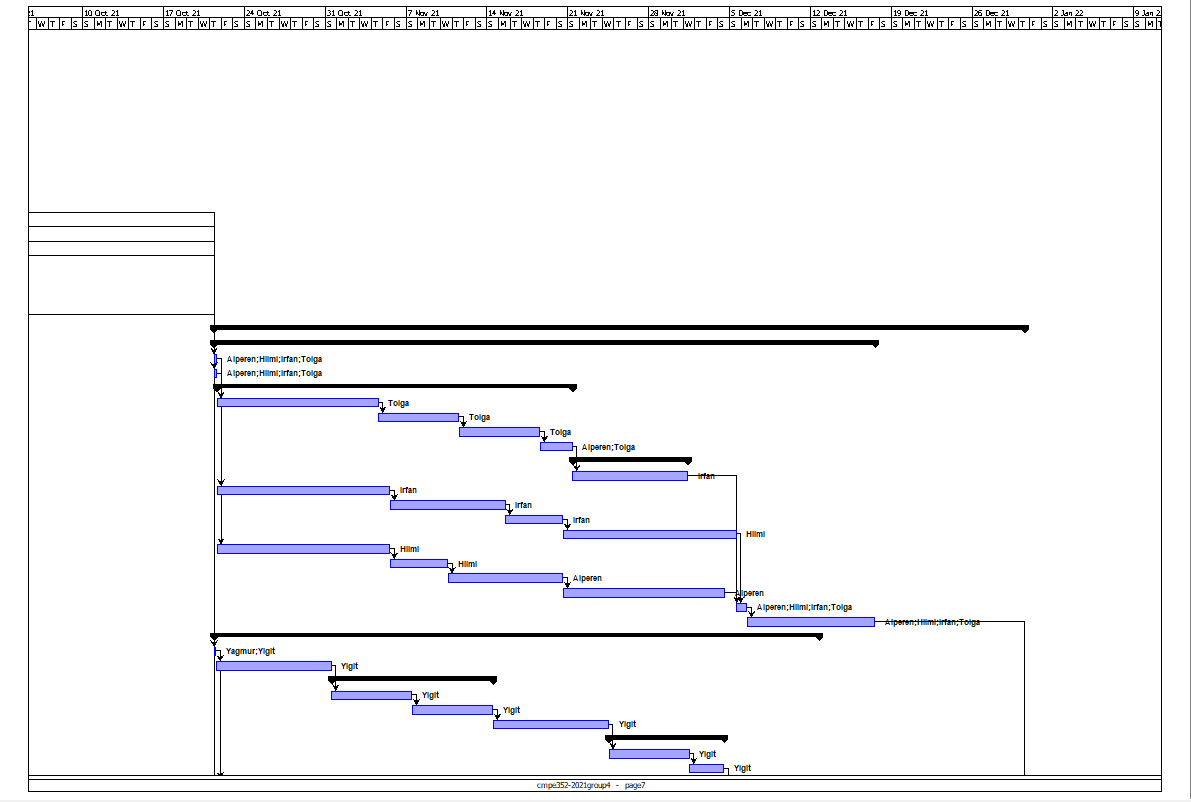 21 10 Oct 21 17 Oct 21 24 Oct 21 31 Oct 21 7 Nov 21 14 Nov 21 21 Nov 21 28 Nov 21 5 Dec 21 12 Dec 21 19 Dec 21 26 Dec 21 2 Jan 22 9 Jan 2
W T F S S M T W T F S S M T W T F S S M T W T F S S M T W T F S S M T W T F S S M T W T F S S M T W T F S S M T W T F S S M T W T F S S M T W T F S S M T W T F S S M T W T F S S M T W T F S S M T
Alperen;Hilmi;Irfan;Tolga
Alperen;Hilmi;Irfan;Tolga
Tolga
Tolga
Tolga
Alperen;Tolga
Irfan
Irfan
Irfan
Irfan
Hilmi
Hilmi
Hilmi
Alperen
Alperen
Alperen;Hilmi;Irfan;Tolga
Alperen;Hilmi;Irfan;Tolga
Yagmur;Yigit
Yigit
Yigit
Yigit
Yigit
Yigit
Yigit
cmpe352-2021group4 - page7